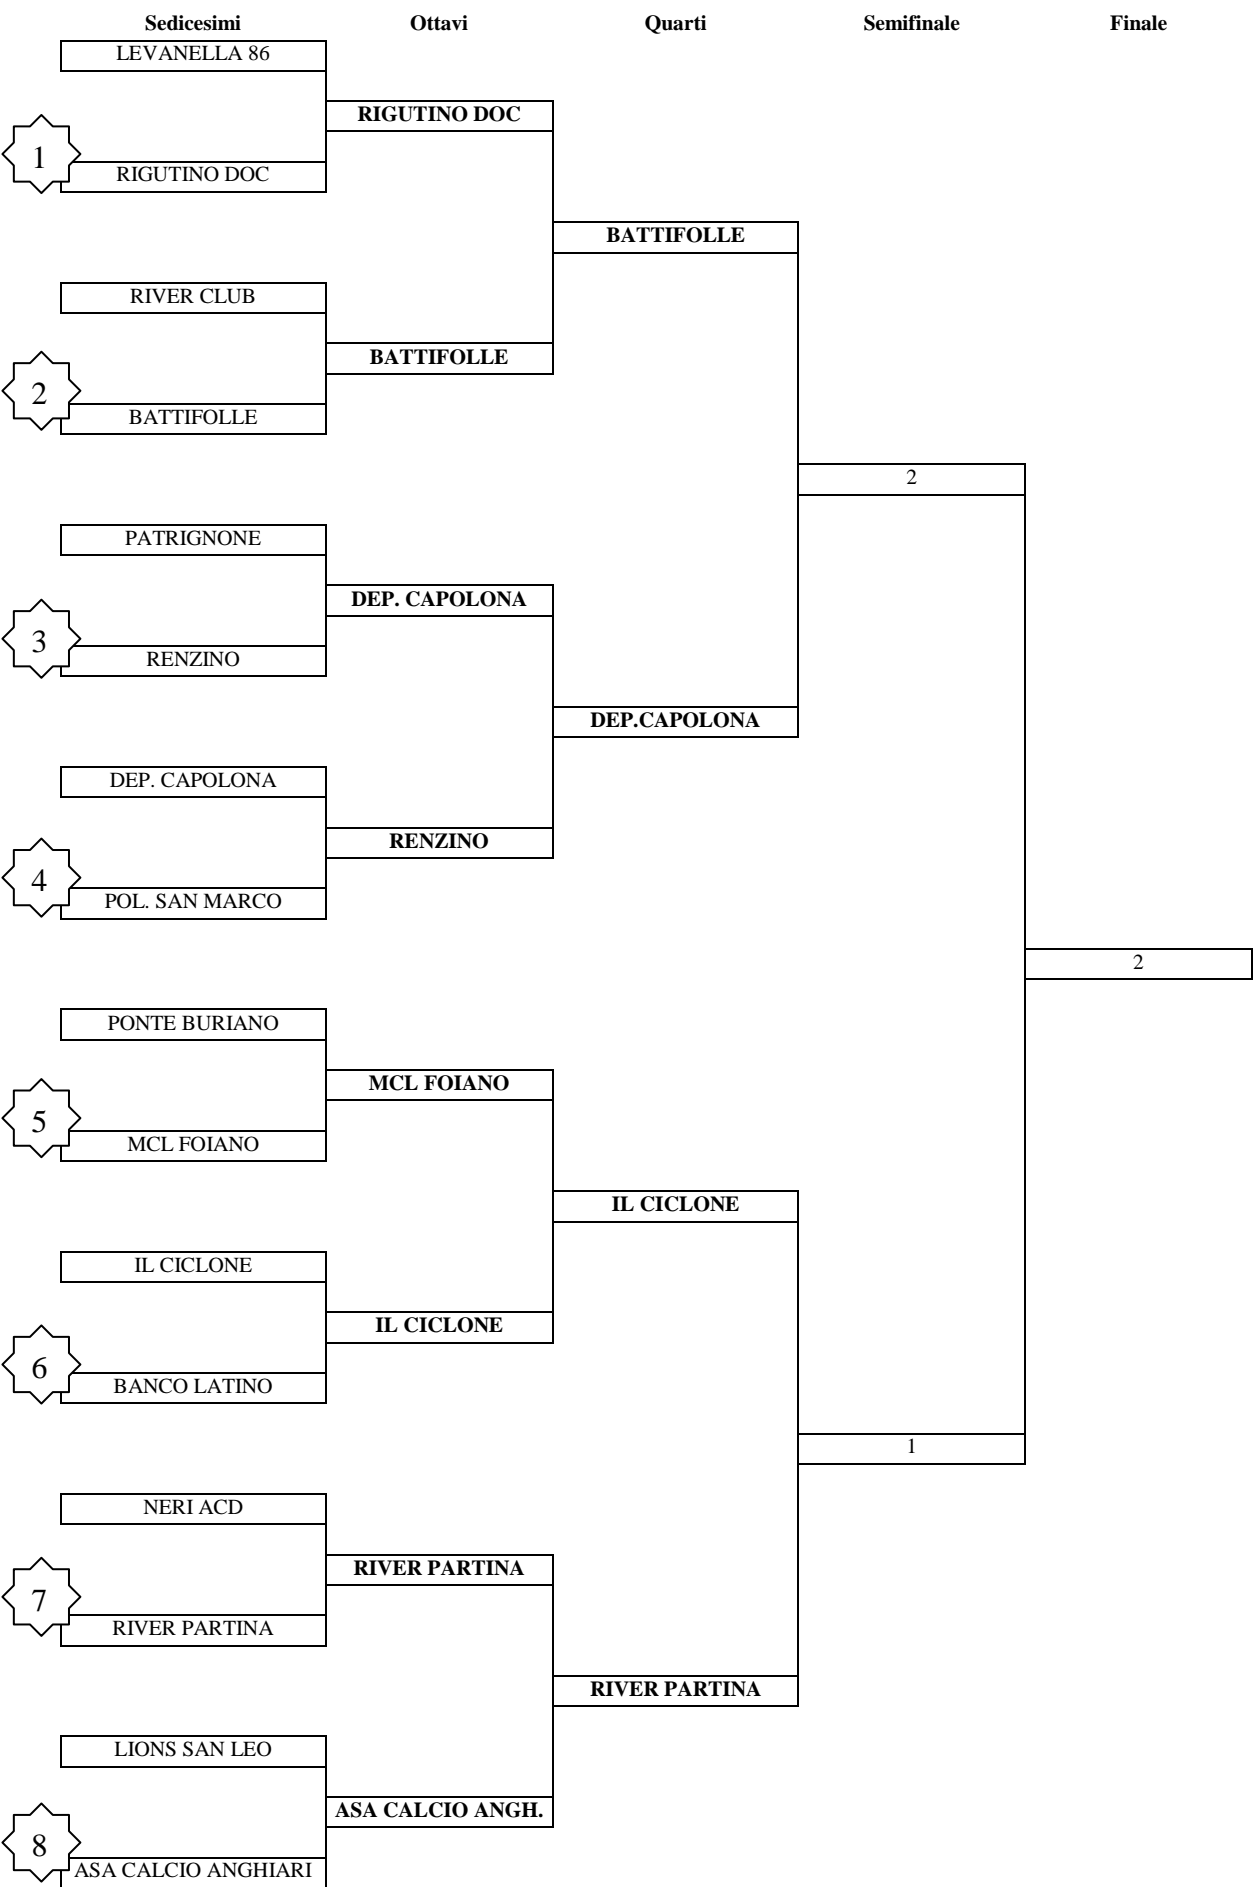 Sedicesimi Ottavi Quarti Semifinale Finale
LEVANELLA 86
RIGUTINO DOC
1
RIGUTINO DOC
BATTIFOLLE
RIVER CLUB
BATTIFOLLE
2
BATTIFOLLE
2
PATRIGNONE
DEP. CAPOLONA
3
RENZINO
DEP.CAPOLONA
DEP. CAPOLONA
RENZINO
4
POL. SAN MARCO
2
PONTE BURIANO
MCL FOIANO
5
MCL FOIANO
IL CICLONE
IL CICLONE
IL CICLONE
6
BANCO LATINO
1
NERI ACD
RIVER PARTINA
7
RIVER PARTINA
RIVER PARTINA
LIONS SAN LEO
ASA CALCIO ANGH.
8
ASA CALCIO ANGHIARI